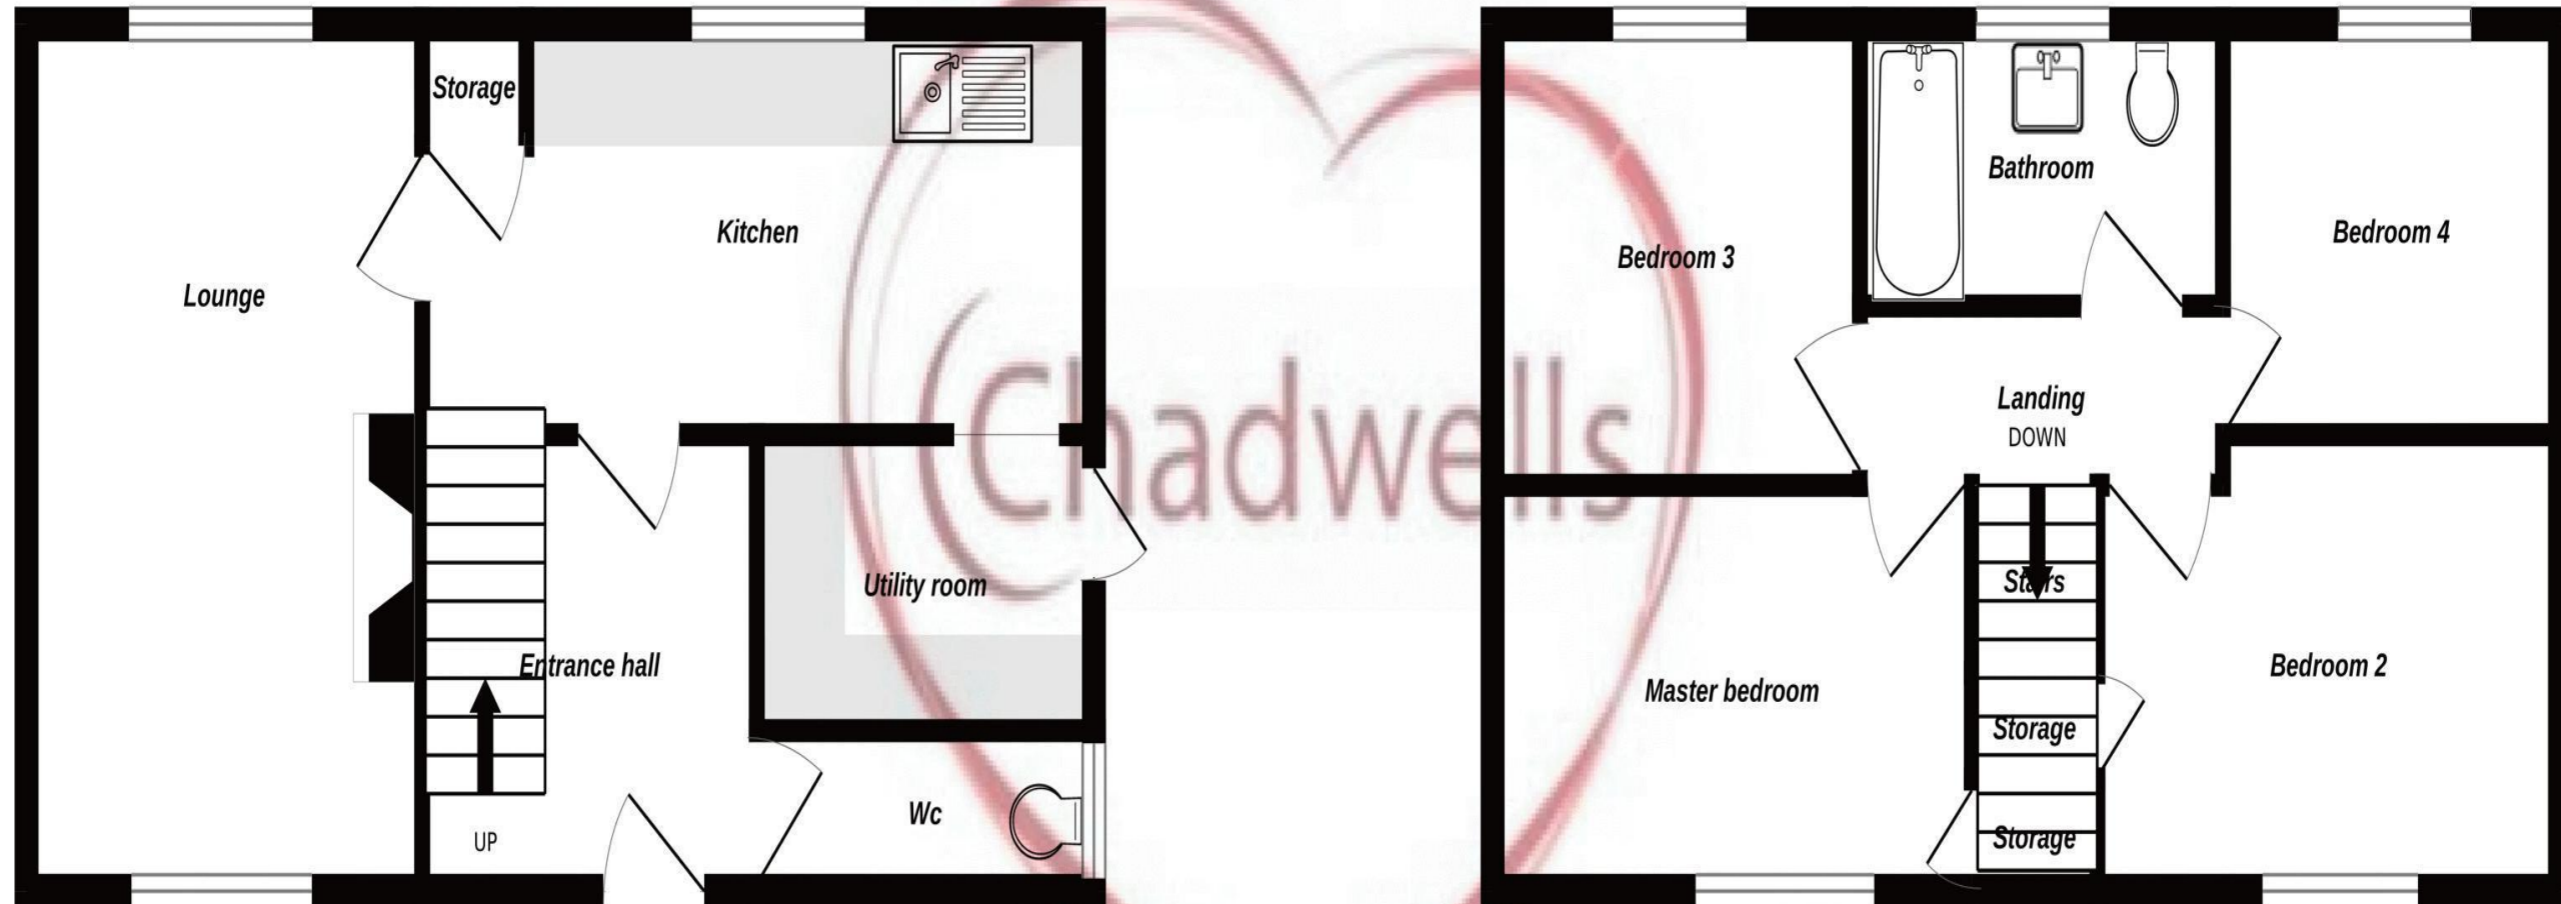 Storage
Kitchen
Lounge
Utility room
Entrance hall
Wc
UP
Chadwells
Bathroom
Bedroom 3
Bedroom 4
Landing
DOWN
Stairs
Master bedroom
Bedroom 2
Storage
Storage